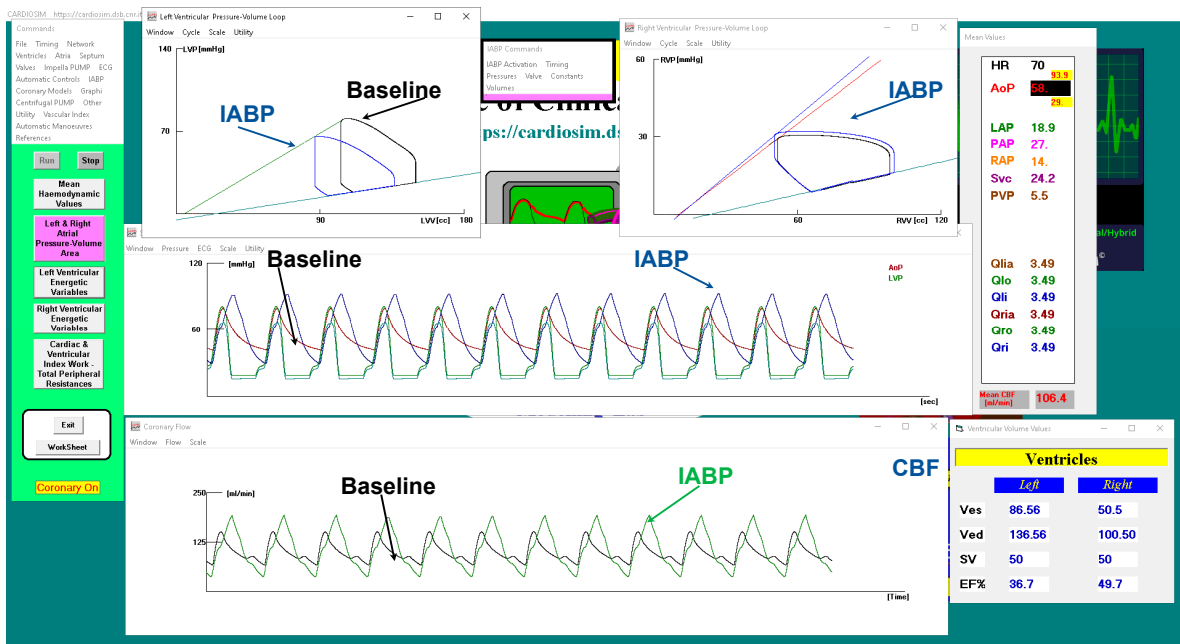 CARDIOSIM https://cardiosim.dsb.cnr.it
Commands
File Timing Network
Ventricles Atria Septum
Valves Impella PUMP ECG
Automatic Controls IABP
Coronary Models Graphi
Centrifugal PUMP Other
Utility Vascular Index
Automatic Manoeuvres
References
Run Stop
Mean
Haemodynamic
Values
Left & Right
Atrial
Pressure-Volume
Area
Left Ventricular
Energetic
Variables
Right Ventricular
Energetic
Variables
Cardiac &
Ventricular
Index Work -
Total Peripheral
Resistances
Exit
WorkSheet
Coronary On
Left Ventricular Pressure-Volume Loop
Window Cycle Scale Utility
140
LVP[mmHg]
Baseline
IABP
70
90
LVV[cc]
180
IABP Commands
IABP Activation Timing
Pressures Valve Constants
Volumes
Right Ventricular Pressure-Volume Loop
Window Cycle Scale Utility
60
RVP[mmHg]
IABP
30
60
RVV [cc]
120
Mean Values
HR 70
93.9
AoP 58.
29.
LAP 18.9
PAP 27.
RAP 14.
Svc 24.2
PVP 5.5
Qlia 3.49
Qlo 3.49
Qli 3.49
Qria 3.49
Qro 3.49
Qri 3.49
Mean CBF
[ml/min]
106.4
al/Hybrid
©
Window Pressure ECG Scale Utility
120
[mmHg]
Baseline
IABP
AoP
LVP
60
[sec]
Coronary Flow
Window Flow Scale
CBF
250
[ml/min]
Baseline
IABP
125
[Time]
Ventricular Volume Values
Ventricles
Left Right
Ves 86.56 50.5
Ved 136.56 100.50
SV 50 50
EF% 36.7 49.7